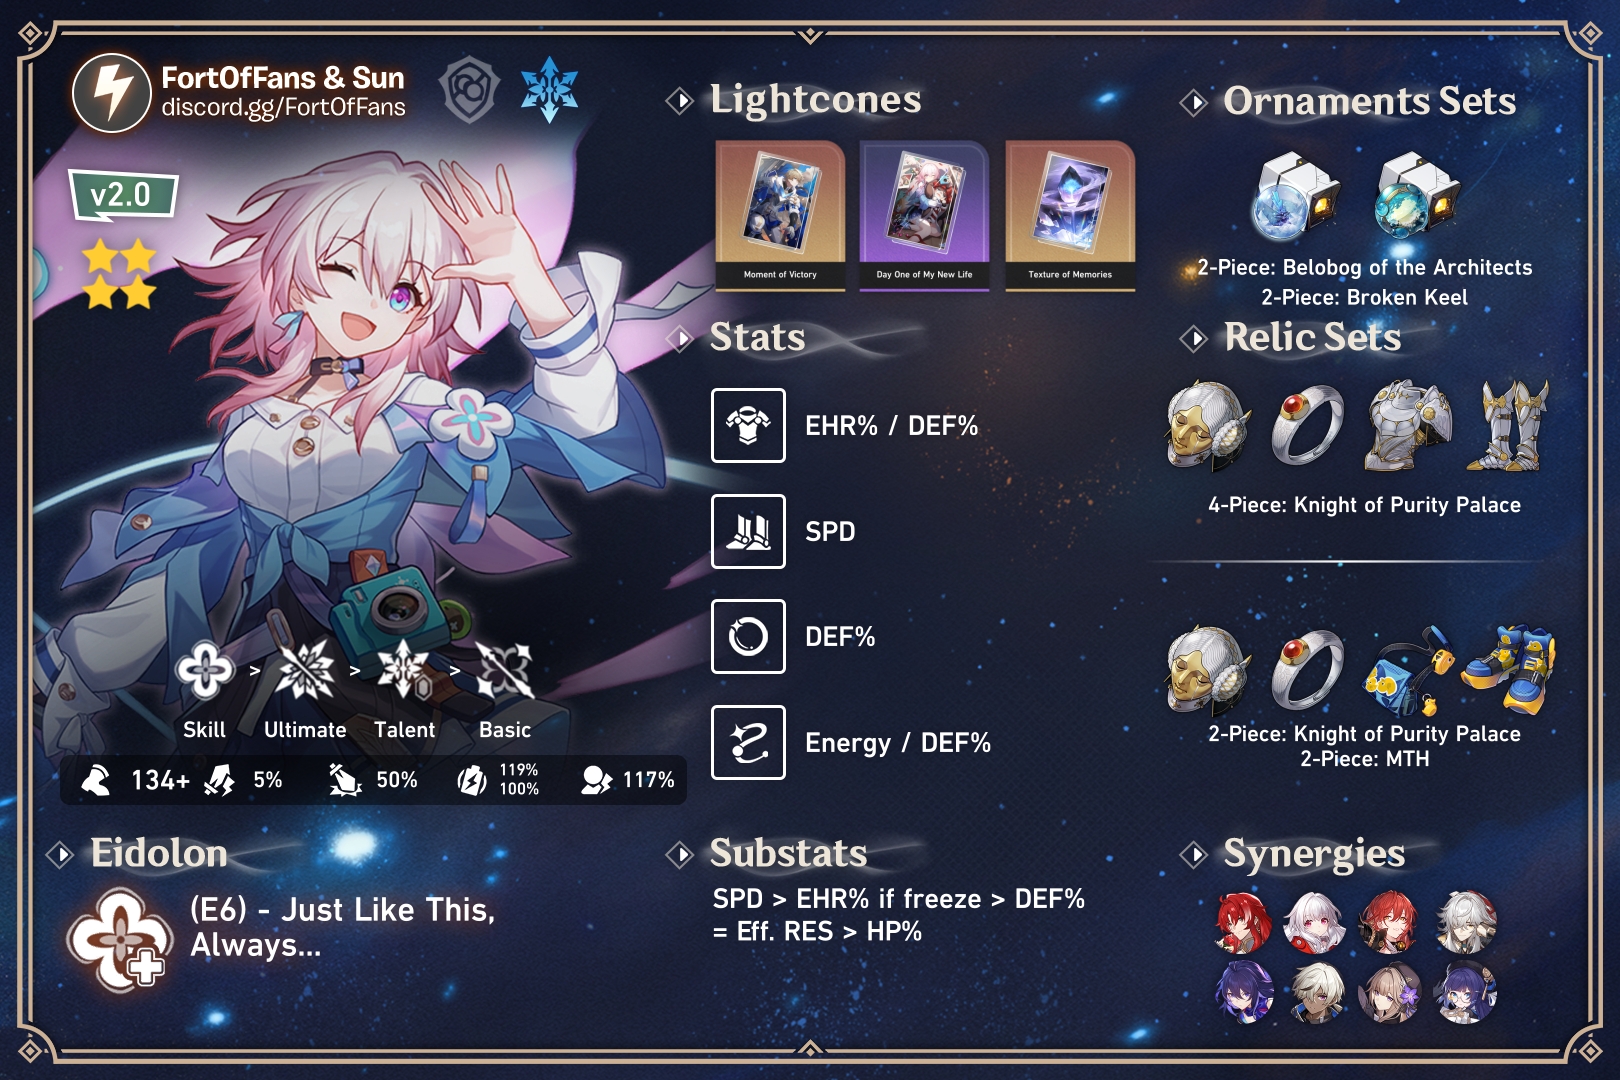 FortOfFans & Sun
discord.gg/FortOfFans
v2.0
Skill > Ultimate > Talent > Basic
134+ 5% 50% 119% 100% 117%
Eidolon
(E6) - Just Like This,
Always...
Lightcones
Moment of Victory
Day One of My New Life
Texture of Memories
Stats
EHR% / DEF%
SPD
DEF%
Energy / DEF%
Substats
SPD > EHR% if freeze > DEF%
= Eff. RES > HP%
Ornaments Sets
2-Piece: Belobog of the Architects
2-Piece: Broken Keel
Relic Sets
4-Piece: Knight of Purity Palace
2-Piece: Knight of Purity Palace
2-Piece: MTH
Synergies